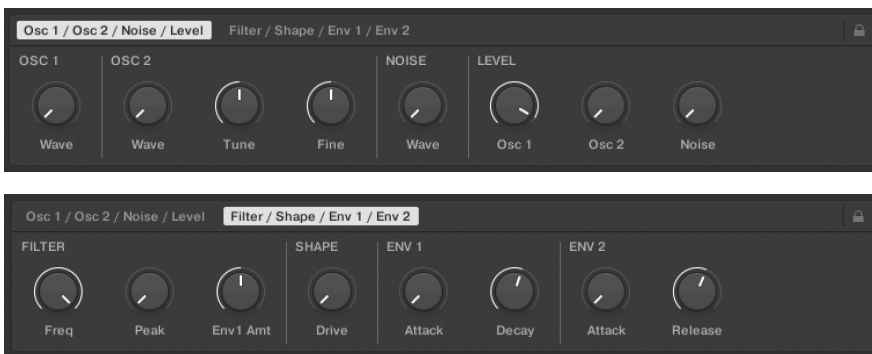 Osc 1 / Osc 2 / Noise / Level Filter / Shape / Env 1 / Env 2
OSC 1 OSC 2 NOISE LEVEL
Wave Wave Tune Fine Wave Osc 1 Osc 2 Noise
Osc 1 / Osc 2 / Noise / Level Filter / Shape / Env 1 / Env 2
FILTER SHAPE ENV 1 ENV 2
Freq Peak Env1 Amt Drive Attack Decay Attack Release